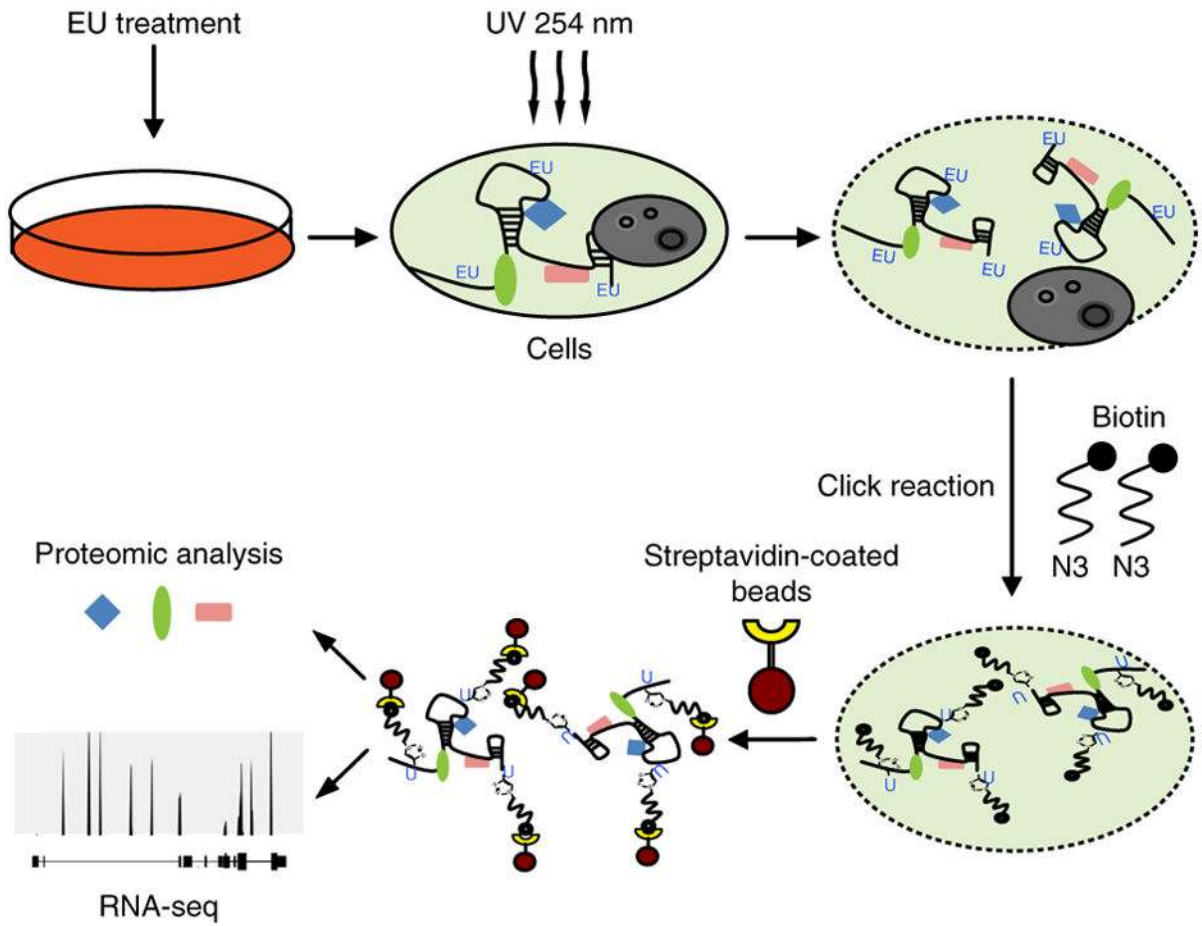 EU treatment
UV 254 nm
EU
EU
EU
Cells
EU
EU
EU
EU
EU
EU
Click reaction
Biotin
N3 N3
Streptavidin-coated
beads
U
U
U
U
U
U
U
U
U
U
U
U
Proteomic analysis
RNA-seq